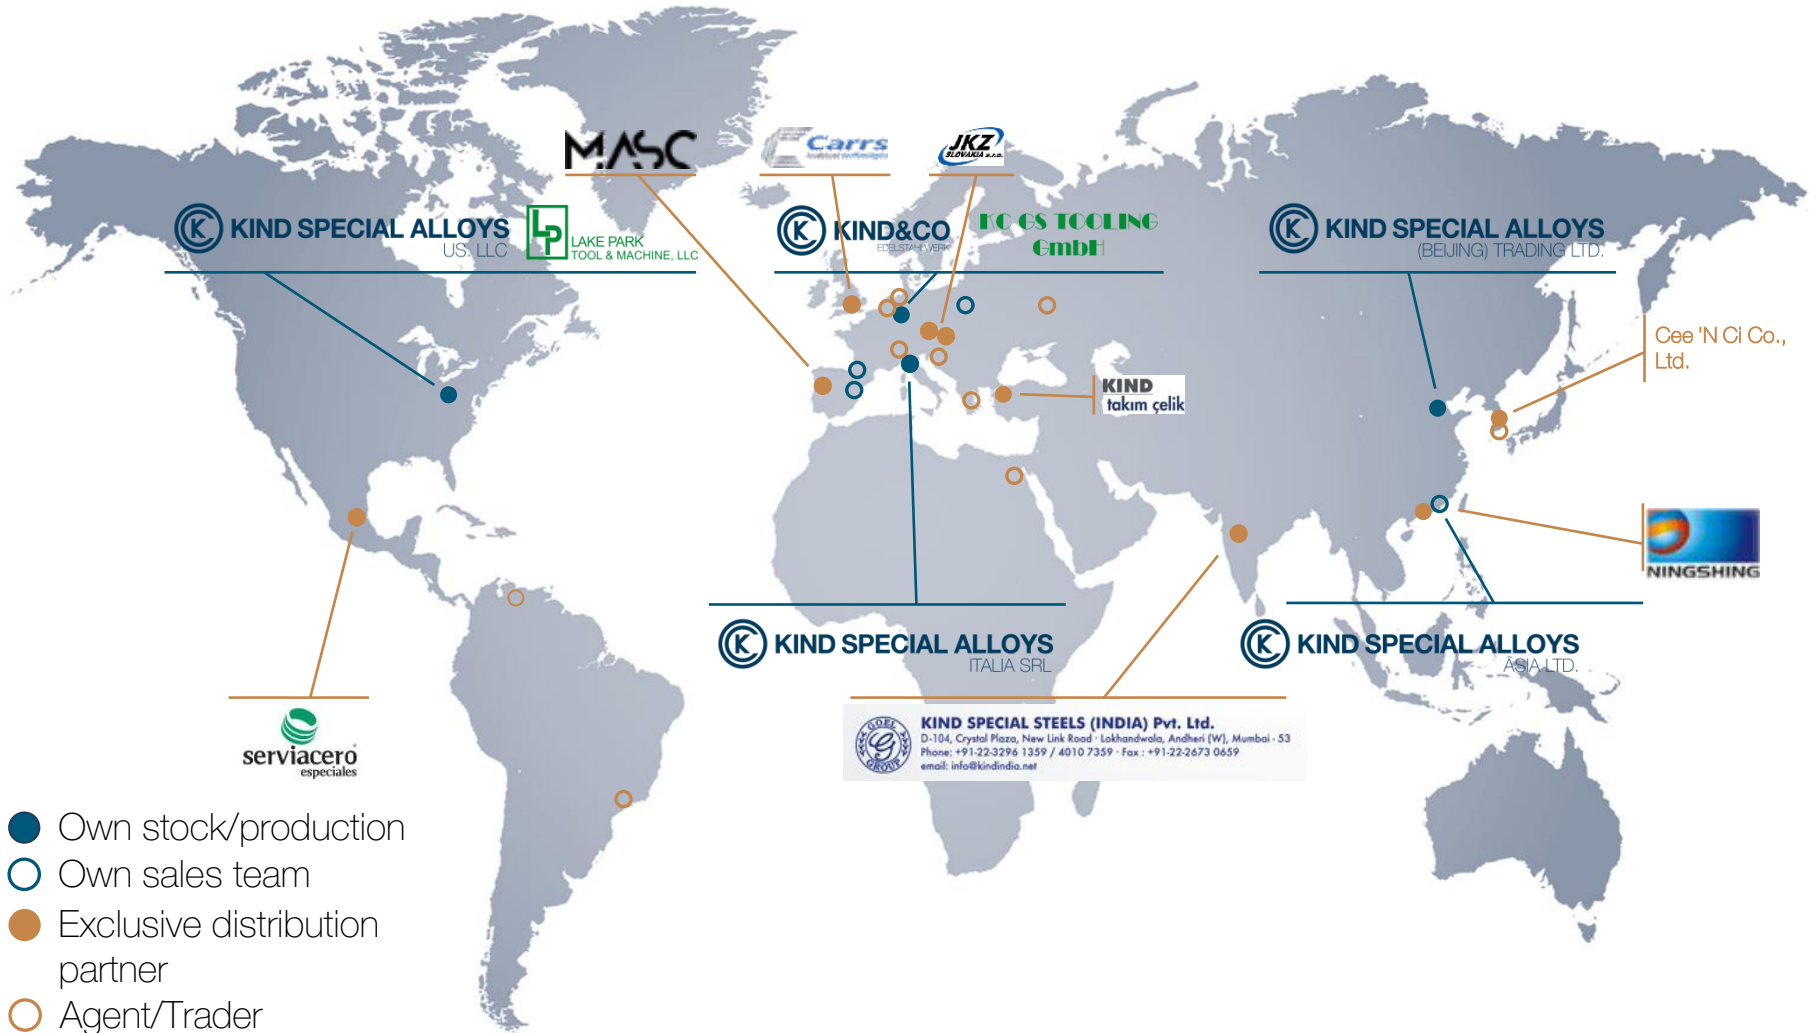 MASC
Carrs
JKZ
SLOVAKIA s.r.o.
KIND SPECIAL ALLOYS
US. LLC
LP
LAKE PARK
TOOL & MACHINE, LLC
KIND&CO
EDELSTAHLWERK
KC GS TOOLING
GmbH
KIND SPECIAL ALLOYS
(BEIJING) TRADING LTD.
Cee 'N Ci Co.,
Ltd.
KIND
takım çelik
NINGSHING
KIND SPECIAL ALLOYS
ITALIA SRL
KIND SPECIAL ALLOYS
ASIA LTD.
serviacero
especiales
GOEL
G
GROUP
KIND SPECIAL STEELS (INDIA) Pvt. Ltd.
D-104, Crystal Plaza, New Link Road · Lokhandwala, Andheri (W), Mumbai - 53
Phone: +91-22-3296 1359 / 4010 7359 · Fax : +91-22-2673 0659
email: info@kindindia.net
Own stock/production
Own sales team
Exclusive distribution
partner
Agent/Trader